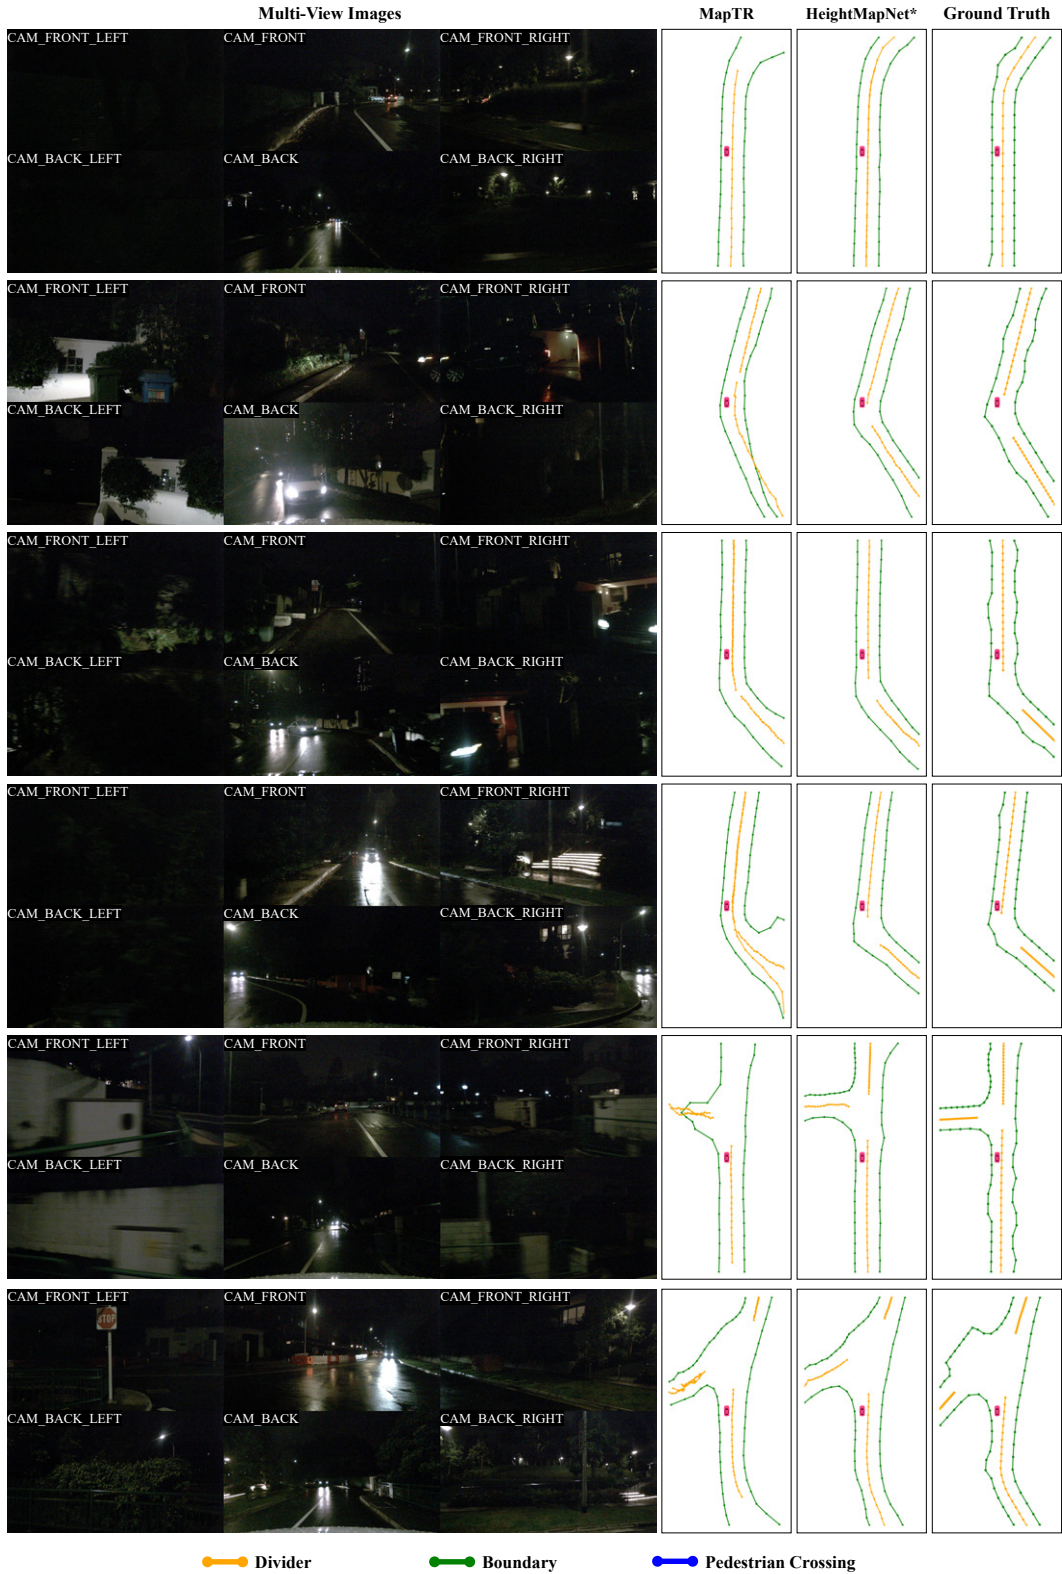 Multi-View Images MapTR HeightMapNet* Ground Truth
CAM_FRONT_LEFT CAM_FRONT CAM_FRONT_RIGHT
CAM_BACK_LEFT CAM_BACK CAM_BACK_RIGHT
CAM_FRONT_LEFT CAM_FRONT CAM_FRONT_RIGHT
CAM_BACK_LEFT CAM_BACK CAM_BACK_RIGHT
CAM_FRONT_LEFT CAM_FRONT CAM_FRONT_RIGHT
CAM_BACK_LEFT CAM_BACK CAM_BACK_RIGHT
CAM_FRONT_LEFT CAM_FRONT CAM_FRONT_RIGHT
CAM_BACK_LEFT CAM_BACK CAM_BACK_RIGHT
CAM_FRONT_LEFT CAM_FRONT CAM_FRONT_RIGHT
CAM_BACK_LEFT CAM_BACK CAM_BACK_RIGHT
CAM_FRONT_LEFT CAM_FRONT CAM_FRONT_RIGHT
STOP
CAM_BACK_LEFT CAM_BACK CAM_BACK_RIGHT
Divider Boundary Pedestrian Crossing